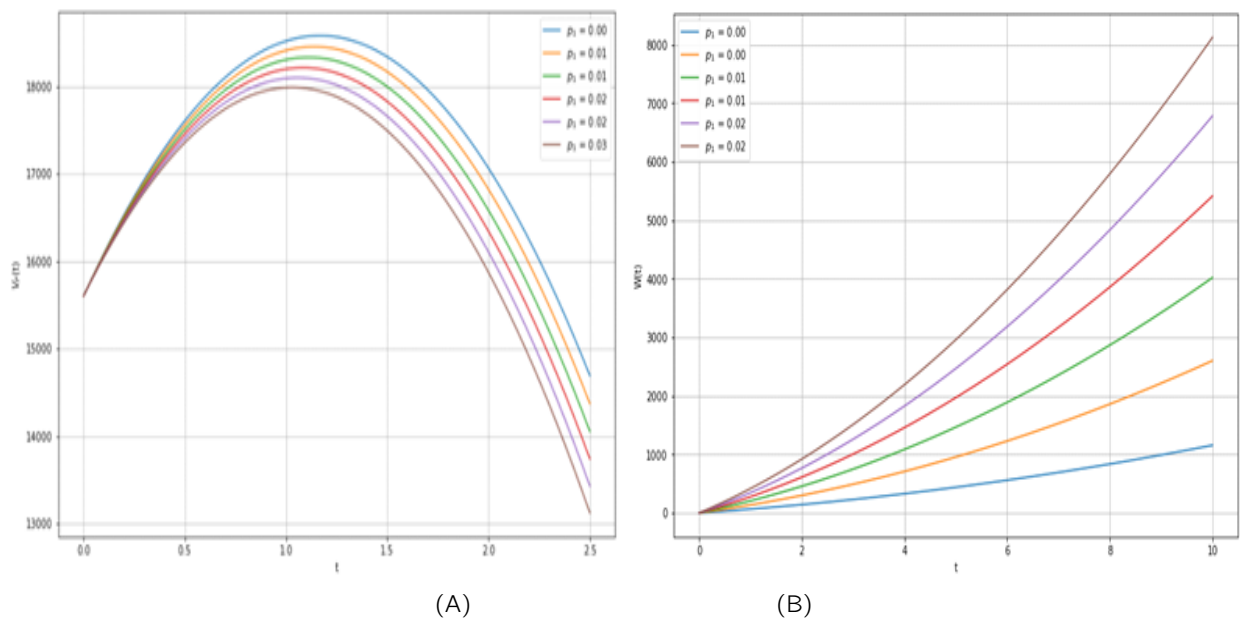 18000
17000
16000
15000
14000
13000
0.0 0.5 1.0 1.5 2.0 2.5
t
p₁ = 0.00
p₁ = 0.01
p₁ = 0.01
p₁ = 0.02
p₁ = 0.02
p₁ = 0.03
(A)
W(t)
8000
7000
6000
5000
4000
3000
2000
1000
0
0 2 4 6 8 10
t
p₁ = 0.00
p₁ = 0.00
p₁ = 0.01
p₁ = 0.01
p₁ = 0.02
p₁ = 0.02
(B)